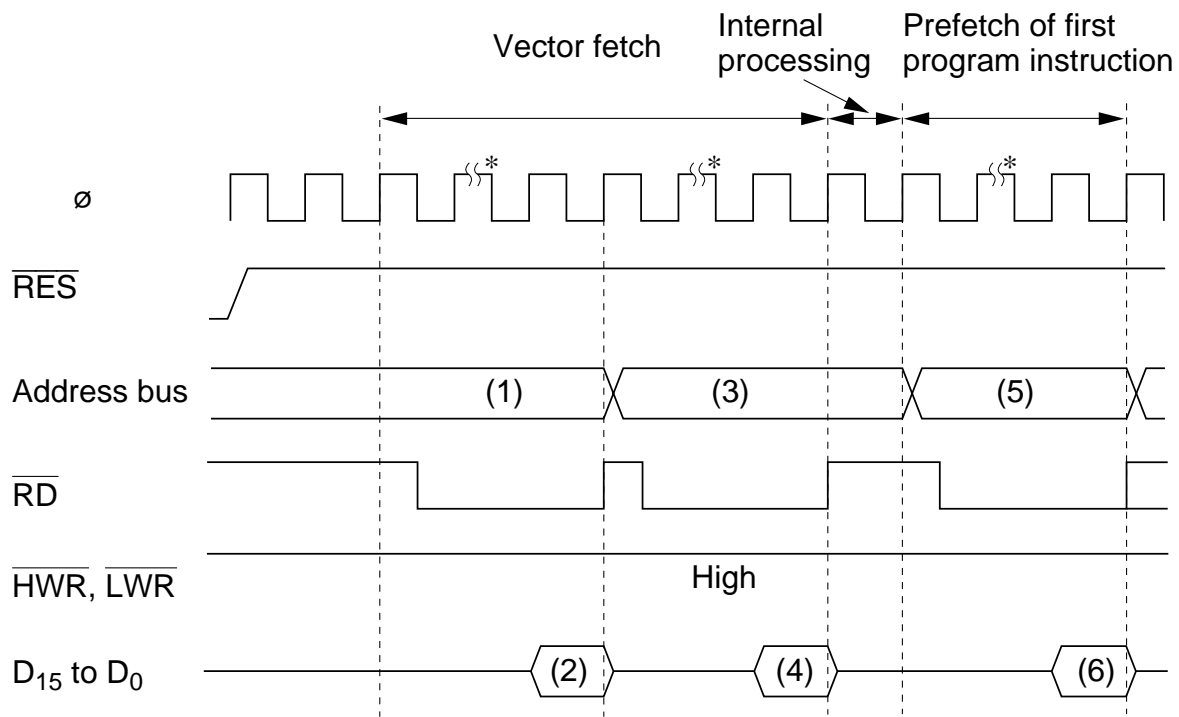 Vector fetch
Internal
processing
Prefetch of first
program instruction
* * *
ø
RES
Address bus
(1) (3) (5)
RD
HWR, LWR
High
D15 to D0
(2) (4) (6)